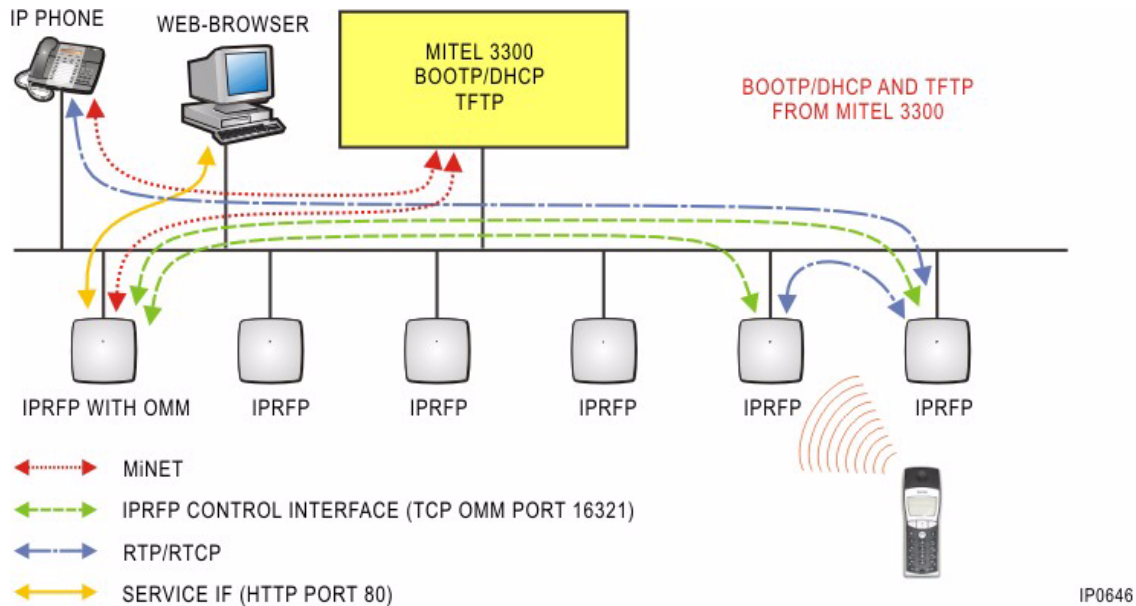 IP PHONE
WEB-BROWSER
MITEL 3300
BOOTP/DHCP
TFTP
BOOTP/DHCP AND TFTP
FROM MITEL 3300
IPRFP WITH OMM
IPRFP
IPRFP
IPRFP
IPRFP
IPRFP
MiNET
IPRFP CONTROL INTERFACE (TCP OMM PORT 16321)
RTP/RTCP
SERVICE IF (HTTP PORT 80)
IP0646